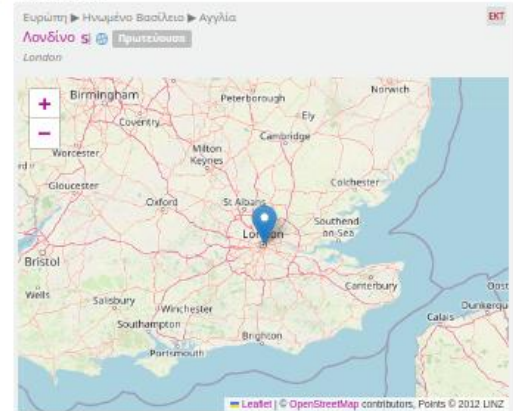 Ευρώπη ▶ Ηνωμένο Βασίλειο ▶ Αγγλία
EKT
Λονδίνο
Πρωτεύουσα
London
+
−
Birmingham
Peterborough
Norwich
Coventry
Ely
Cambridge
Worcester
Milton
Keynes
Gloucester
Colchester
Oxford
St Albans
Southend-
on-Sea
London
Bristol
Wells
Canterbury
Salisbury
Winchester
Southampton
Calais
Brighton
Portsmouth
Leaflet | © OpenStreetMap contributors, Points © 2012 LINZ